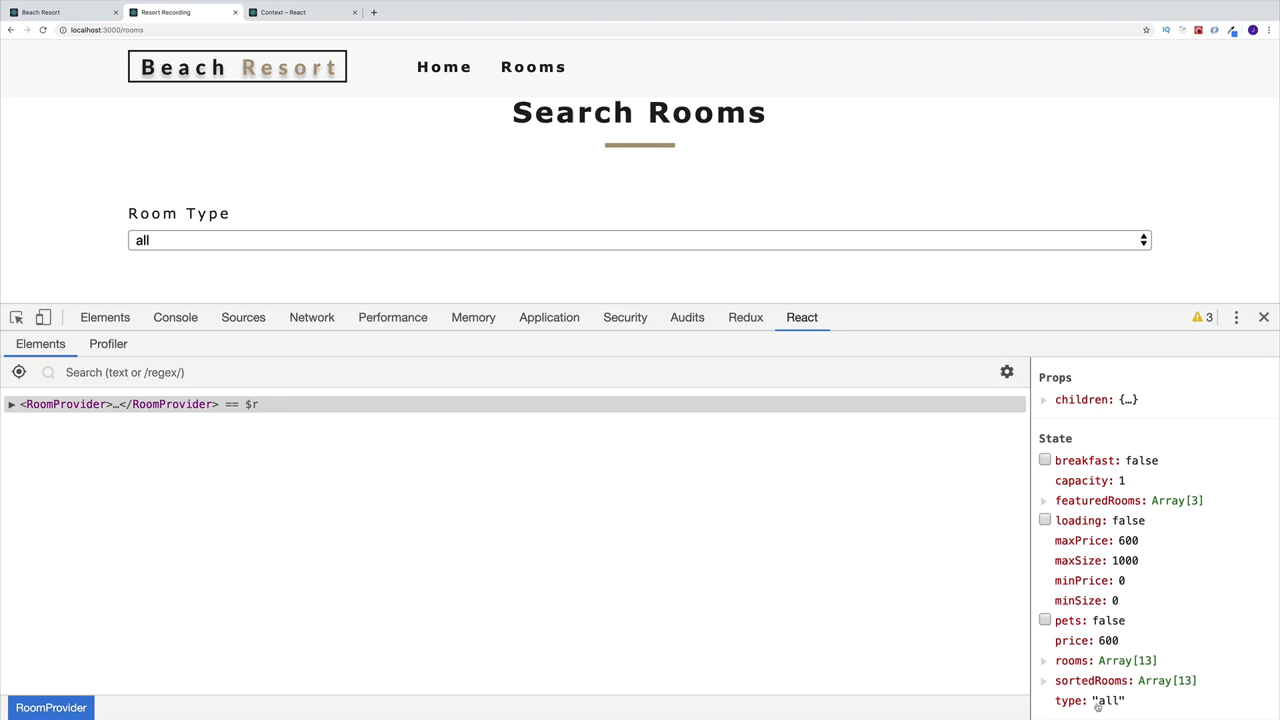 Beach Resort
Resort Recording
Context – React
localhost:3000/rooms
IQ
J
Beach Resort
Home
Rooms
Search Rooms
Room Type
all
Elements
Console
Sources
Network
Performance
Memory
Application
Security
Audits
Redux
React
3
Elements
Profiler
Search (text or /regex/)
<RoomProvider>…</RoomProvider> == $r
Props
children: {…}
State
breakfast: false
capacity: 1
featuredRooms: Array[3]
loading: false
maxPrice: 600
maxSize: 1000
minPrice: 0
minSize: 0
pets: false
price: 600
rooms: Array[13]
sortedRooms: Array[13]
type: "all"
RoomProvider